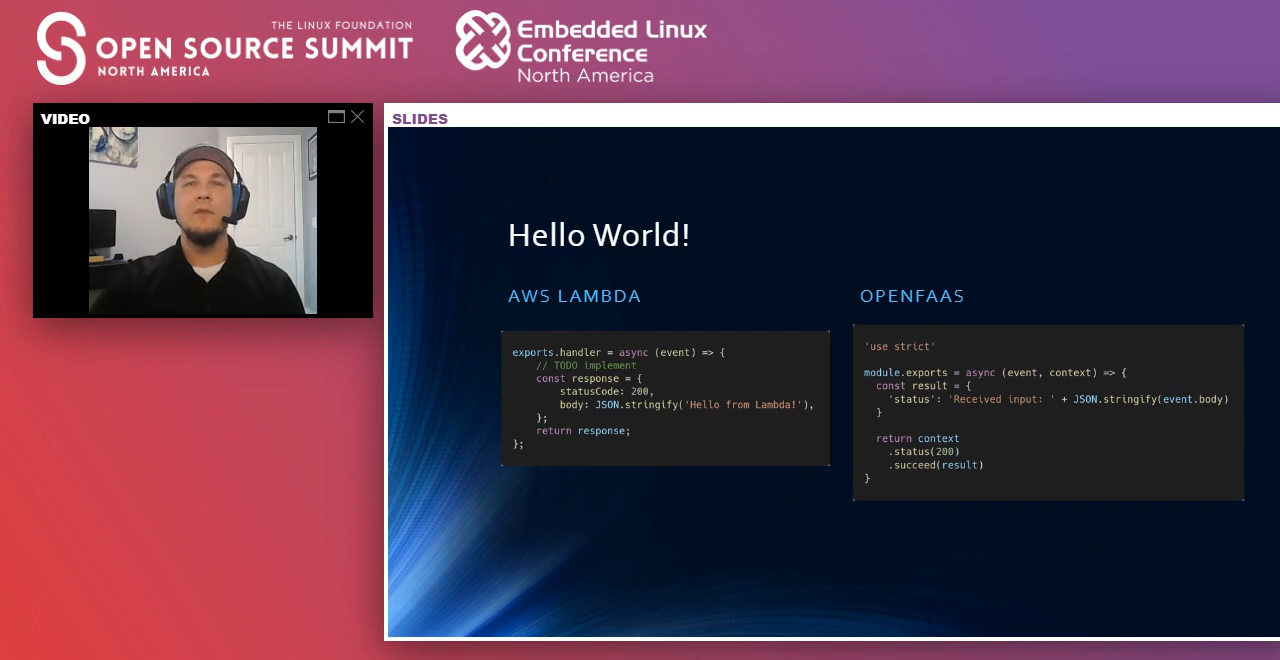 THE LINUX FOUNDATION
OPEN SOURCE SUMMIT
NORTH AMERICA
Embedded Linux
Conference
North America
VIDEO
SLIDES
Hello World!
AWS LAMBDA
exports.handler = async (event) => {
    // TODO implement
    const response = {
        statusCode: 200,
        body: JSON.stringify('Hello from Lambda!'),
    };
    return response;
};
OPENFAAS
'use strict'
module.exports = async (event, context) => {
  const result = {
    'status': 'Received input: ' + JSON.stringify(event.body)
  }
  return context
    .status(200)
    .succeed(result)
}